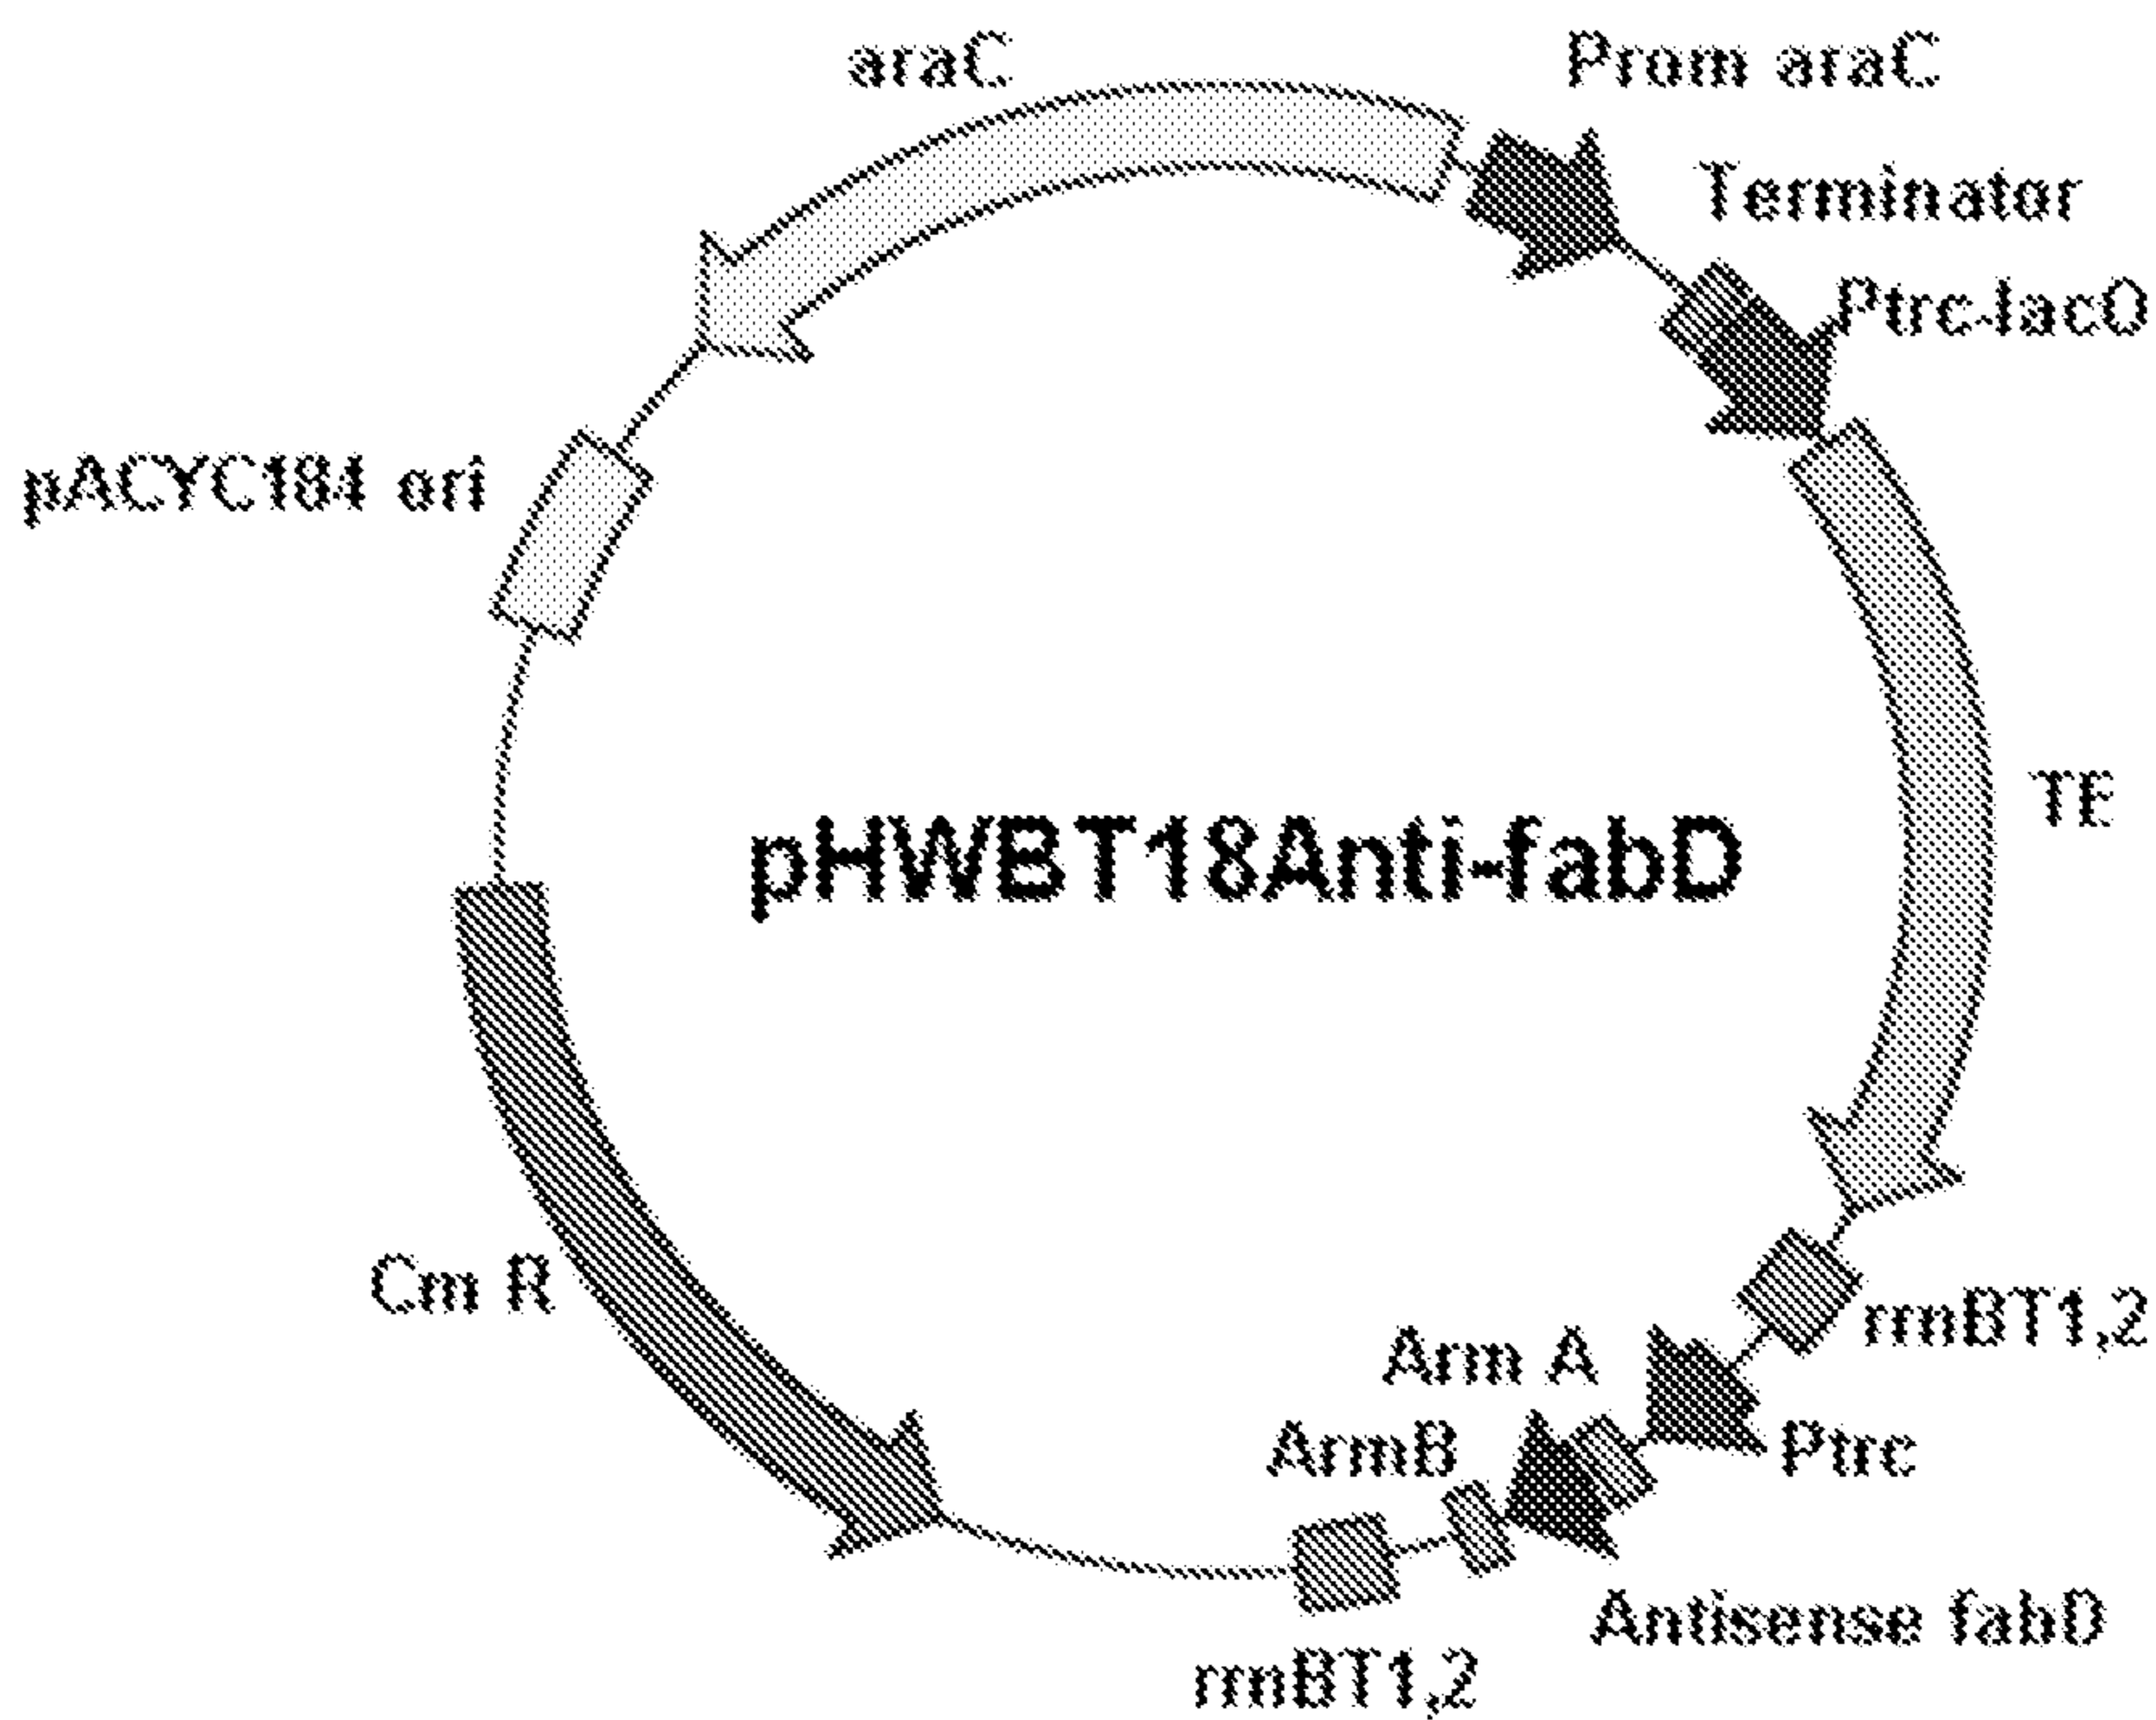 araC
Prom araC
Terminator
Ptrc-lacO
pACYC184 ori
TE
pHWBT18Anti-fabD
Cm R
rrnBT1,2
Arm A
ArmB
Ptrc
Antisense fabD
rrnBT1,2